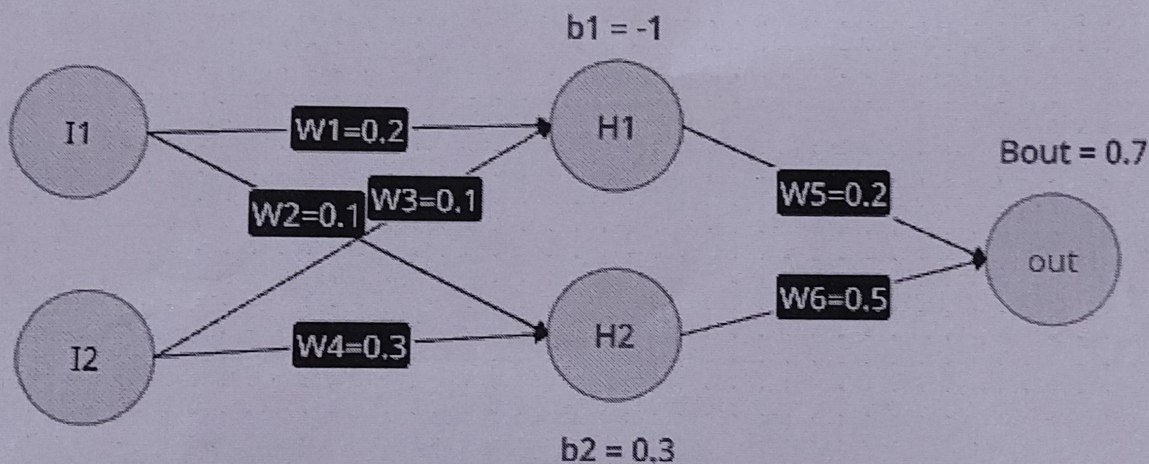 b1 = -1
I1
W1=0.2
H1
Bout = 0.7
W2=0.1
W3=0.1
W5=0.2
out
I2
W4=0.3
H2
W6=0.5
b2 = 0.3